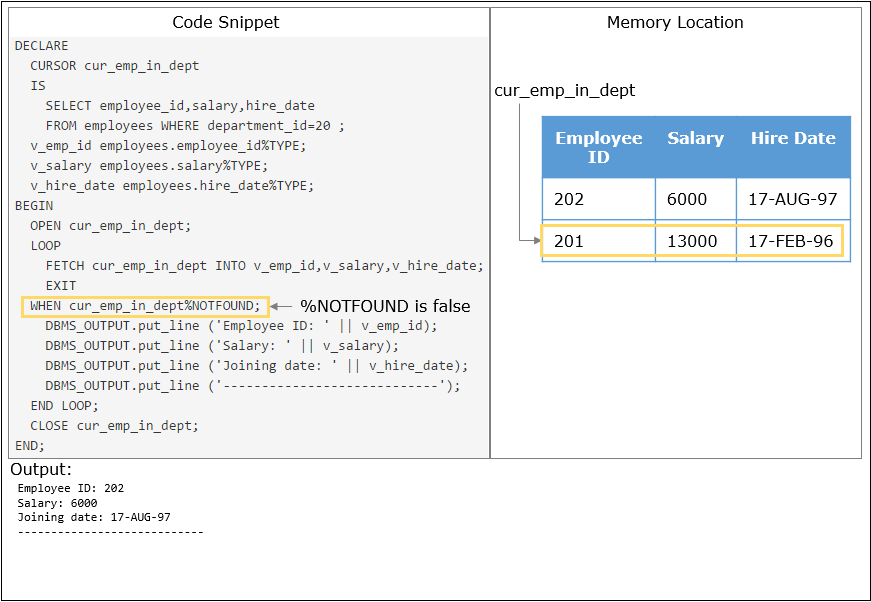 Code Snippet
Memory Location
DECLARE
CURSOR cur_emp_in_dept
IS
SELECT employee_id,salary,hire_date
FROM employees WHERE department_id=20 ;
v_emp_id employees.employee_id%TYPE;
v_salary employees.salary%TYPE;
v_hire_date employees.hire_date%TYPE;
BEGIN
OPEN cur_emp_in_dept;
LOOP
FETCH cur_emp_in_dept INTO v_emp_id,v_salary,v_hire_date;
EXIT
WHEN cur_emp_in_dept%NOTFOUND;
%NOTFOUND is false
DBMS_OUTPUT.put_line ('Employee ID: ' || v_emp_id);
DBMS_OUTPUT.put_line ('Salary: ' || v_salary);
DBMS_OUTPUT.put_line ('Joining date: ' || v_hire_date);
DBMS_OUTPUT.put_line ('----------------------------');
END LOOP;
CLOSE cur_emp_in_dept;
END;
cur_emp_in_dept
Employee ID Salary Hire Date
202 6000 17-AUG-97
201 13000 17-FEB-96
Output:
Employee ID: 202
Salary: 6000
Joining date: 17-AUG-97
----------------------------